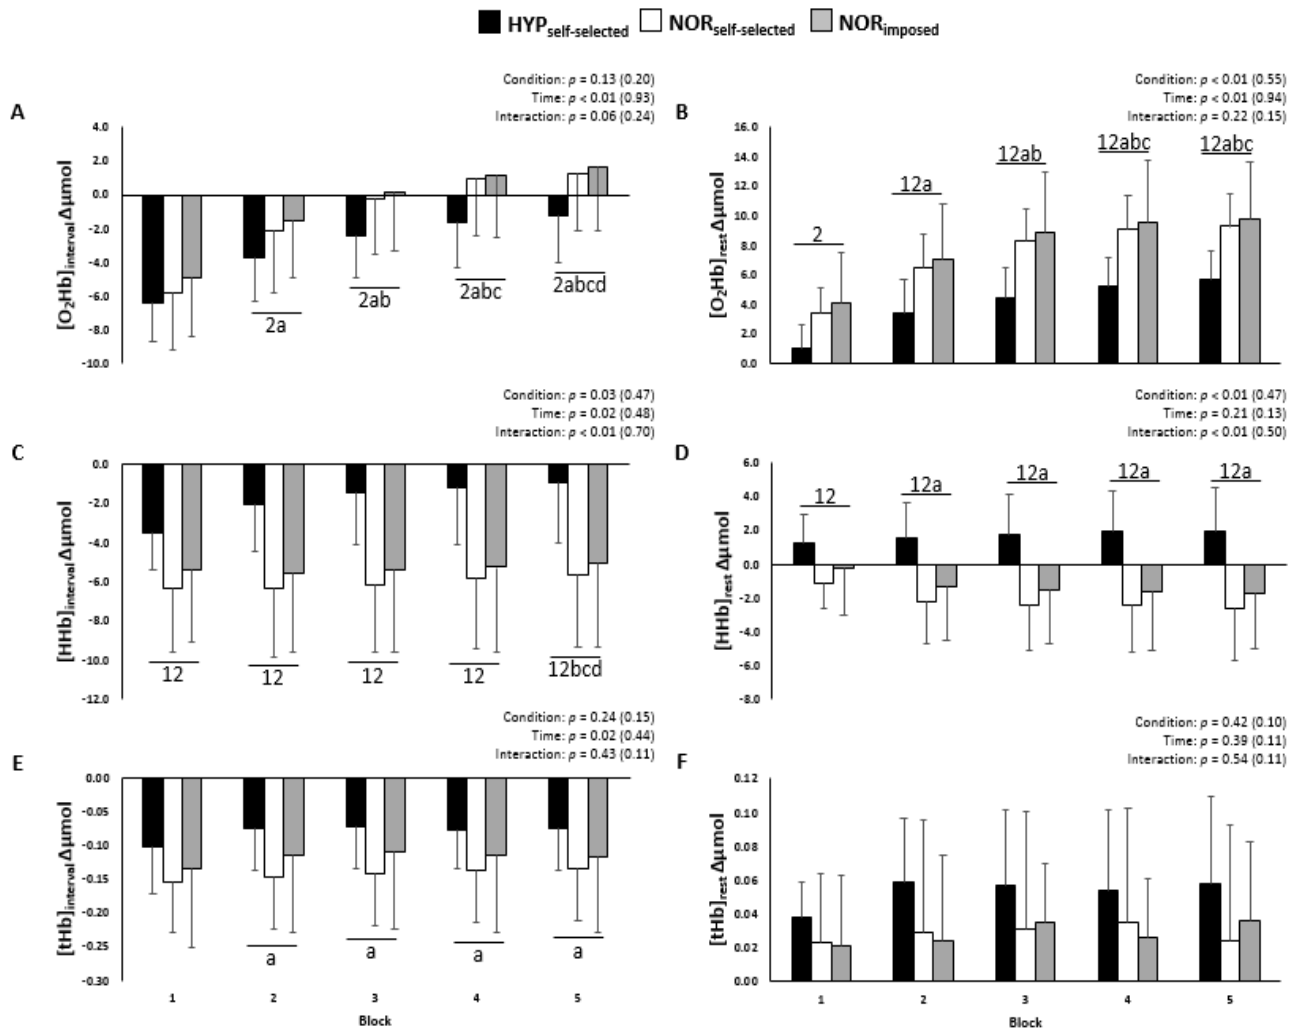 HYPself-selected NORself-selected NORimposed
Condition: p = 0.13 (0.20)
Time: p < 0.01 (0.93)
Interaction: p = 0.06 (0.24)
A
[O₂Hb]interval Δμmol
4.0
2.0
0.0
-2.0
-4.0
-6.0
-8.0
-10.0
2a
2ab
2abc
2abcd
Condition: p < 0.01 (0.55)
Time: p < 0.01 (0.94)
Interaction: p = 0.22 (0.15)
B
[O₂Hb]rest Δμmol
16.0
14.0
12.0
10.0
8.0
6.0
4.0
2.0
0.0
2
12a
12ab
12abc
12abc
Condition: p = 0.03 (0.47)
Time: p = 0.02 (0.48)
Interaction: p < 0.01 (0.70)
C
[HHb]interval Δμmol
0.0
-2.0
-4.0
-6.0
-8.0
-10.0
-12.0
12
12
12
12
12bcd
Condition: p < 0.01 (0.47)
Time: p = 0.21 (0.13)
Interaction: p < 0.01 (0.50)
D
[HHb]rest Δμmol
6.0
4.0
2.0
0.0
-2.0
-4.0
-6.0
-8.0
12
12a
12a
12a
12a
Condition: p = 0.24 (0.15)
Time: p = 0.02 (0.44)
Interaction: p = 0.43 (0.11)
E
[tHb]interval Δμmol
0.00
-0.05
-0.10
-0.15
-0.20
-0.25
-0.30
a
a
a
a
1 2 3 4 5
Block
Condition: p = 0.42 (0.10)
Time: p = 0.39 (0.11)
Interaction: p = 0.54 (0.11)
F
[tHb]rest Δμmol
0.12
0.10
0.08
0.06
0.04
0.02
0.00
1 2 3 4 5
Block